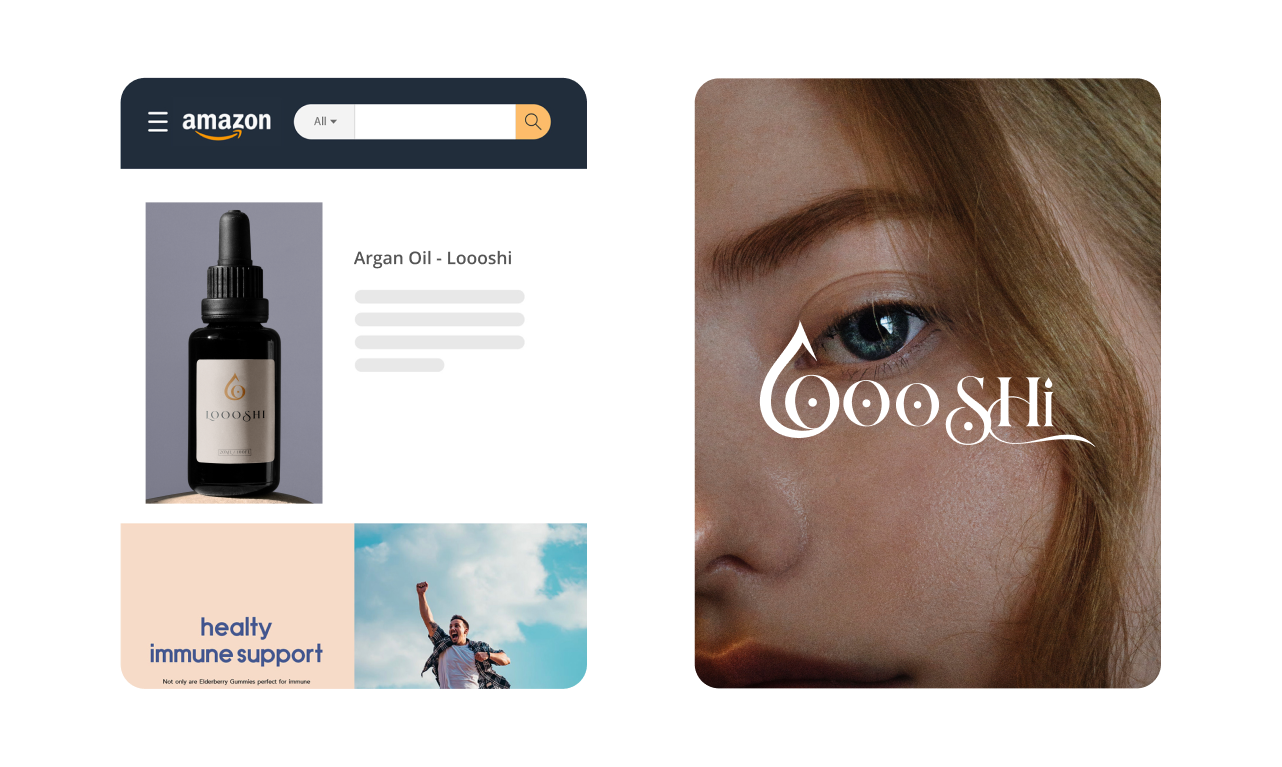 amazon
All
Argan Oil - Loooshi
LOOOSHI
healty
immune support
Not only are Elderberry Gummies perfect for immune
LOOOSHi